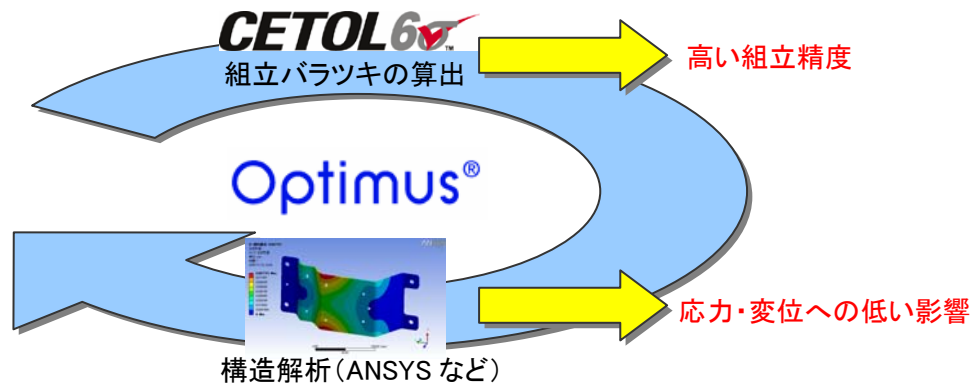 CETOL6σ™
組立バラツキの算出
高い組立精度
Optimus®
応力・変位への低い影響
構造解析（ANSYS など）